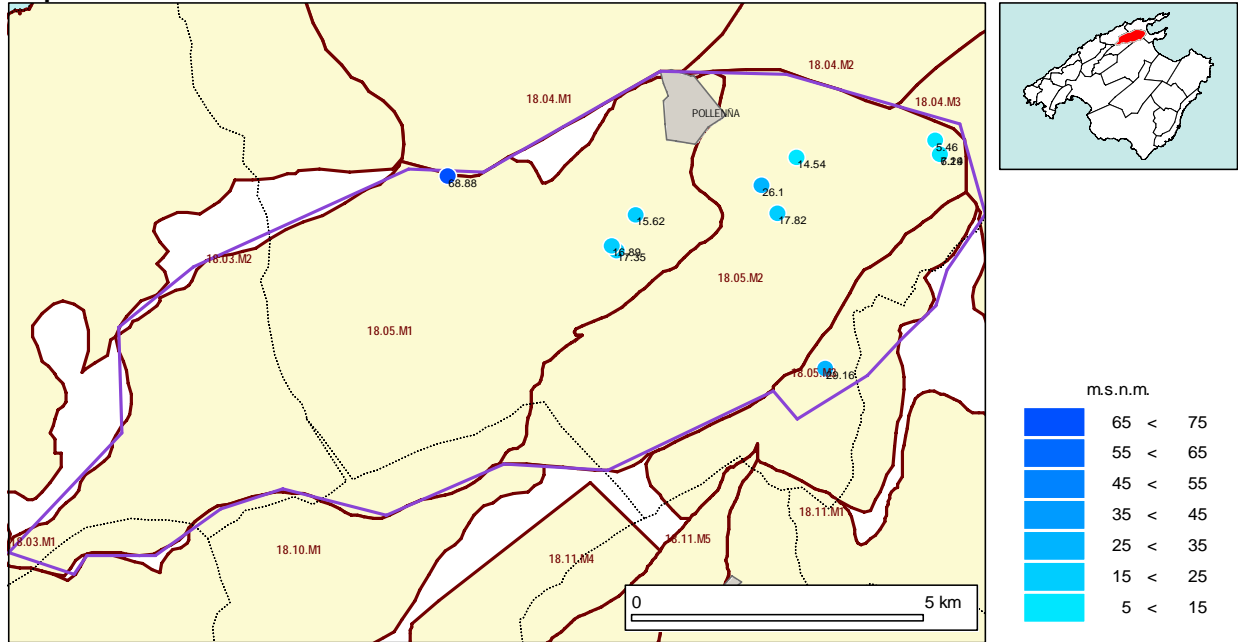 18.04.M2
18.04.M1
18.04.M3
POLLENÑA
5.46
14.54
68.88
26.1
15.62
17.82
16.89
17.35
18.03.M2
18.05.M2
18.05.M1
29.16
18.03.M1
18.10.M1
18.11.M1
18.11.M5
18.11.M4
0 5 km
m.s.n.m.
65 < 75
55 < 65
45 < 55
35 < 45
25 < 35
15 < 25
5 < 15